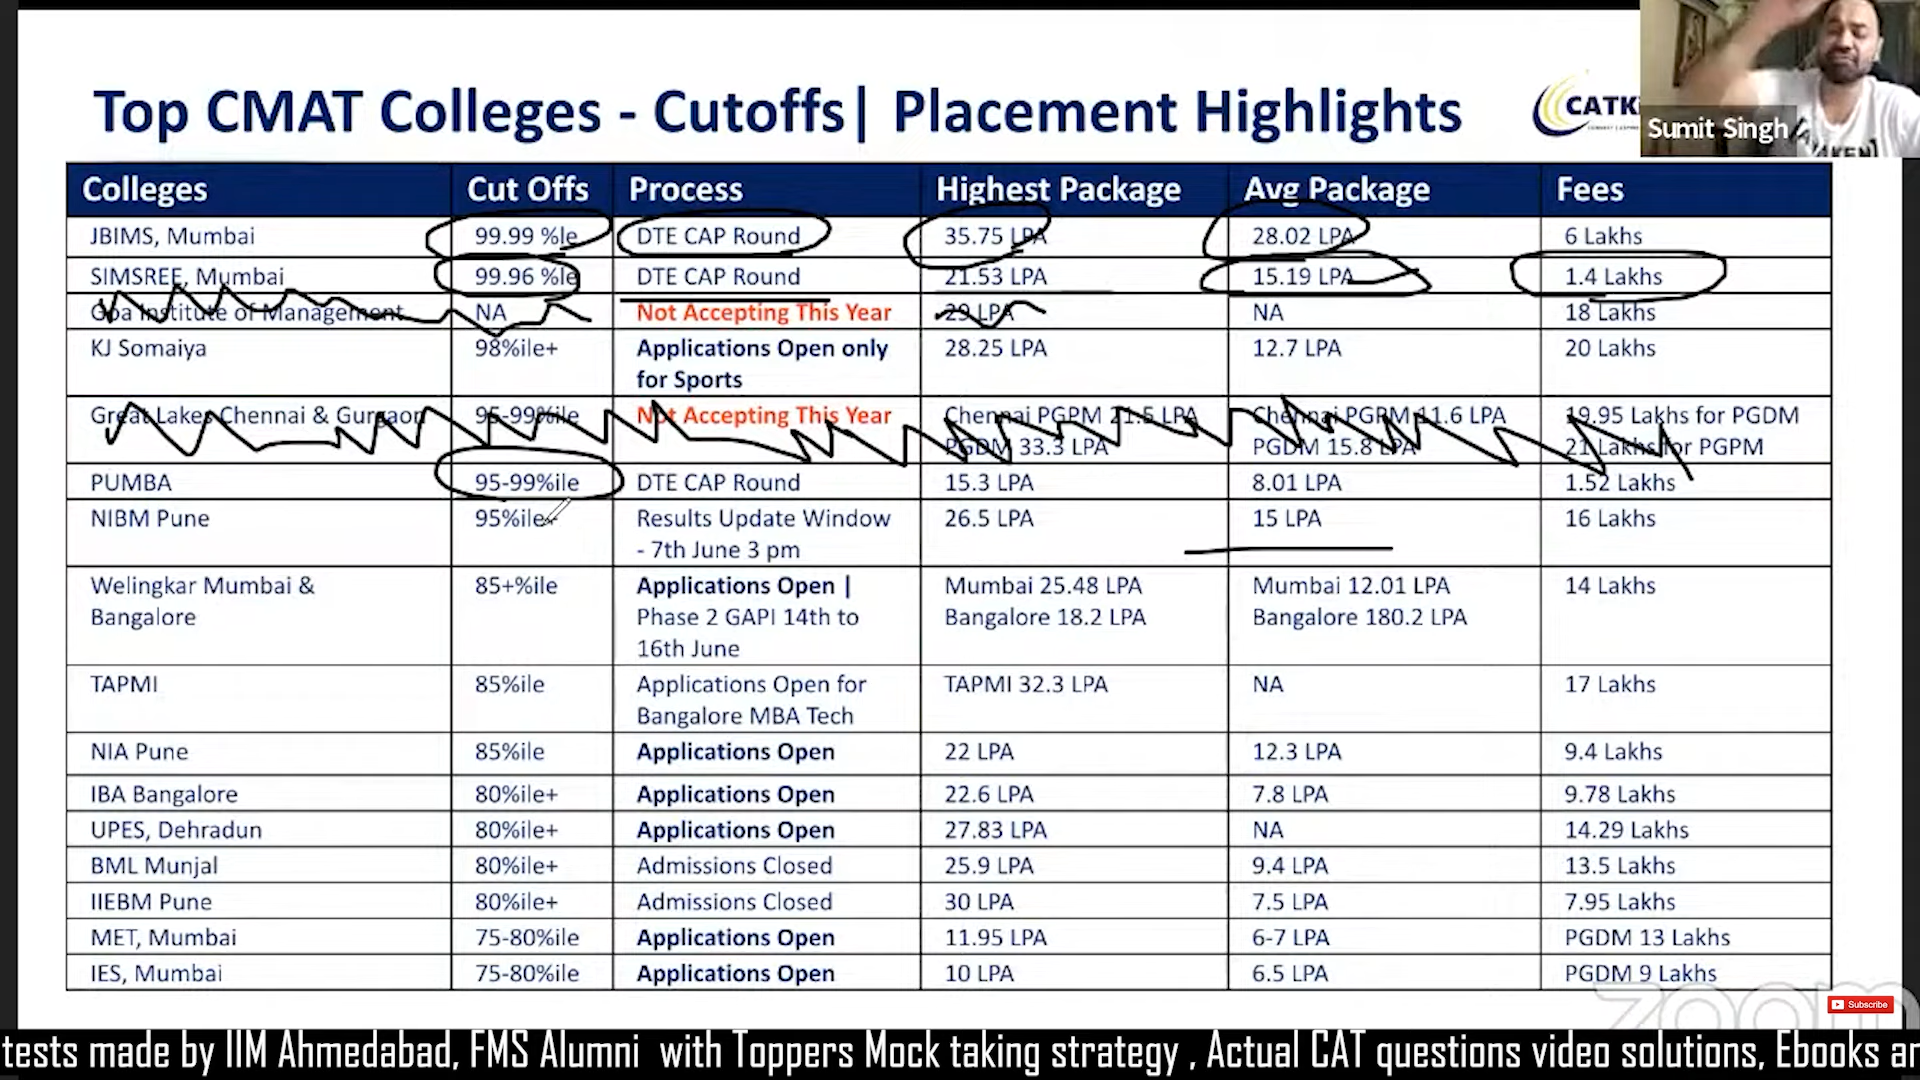 Top CMAT Colleges - Cutoffs| Placement Highlights
CATK
Sumit Singh
Colleges Cut Offs Process Highest Package Avg Package Fees
JBIMS, Mumbai 99.99 %le DTE CAP Round 35.75 LPA 28.02 LPA 6 Lakhs
SIMSREE, Mumbai 99.96 %le DTE CAP Round 21.53 LPA 15.19 LPA 1.4 Lakhs
Goa Institute of Management NA Not Accepting This Year 29 LPA NA 18 Lakhs
KJ Somaiya 98%ile+ Applications Open only 28.25 LPA 12.7 LPA 20 Lakhs
for Sports
Great Lakes Chennai & Gurgaon 95-99%ile Not Accepting This Year Chennai PGPM 21.5 LPA Chennai PGPM 11.6 LPA 19.95 Lakhs for PGDM
PGDM 33.3 LPA PGDM 15.8 LPA 21 Lakhs for PGPM
PUMBA 95-99%ile DTE CAP Round 15.3 LPA 8.01 LPA 1.52 Lakhs
NIBM Pune 95%ile+ Results Update Window 26.5 LPA 15 LPA 16 Lakhs
- 7th June 3 pm
Welingkar Mumbai & 85+%ile Applications Open | Mumbai 25.48 LPA Mumbai 12.01 LPA 14 Lakhs
Bangalore Phase 2 GAPI 14th to Bangalore 18.2 LPA Bangalore 180.2 LPA
16th June
TAPMI 85%ile Applications Open for TAPMI 32.3 LPA NA 17 Lakhs
Bangalore MBA Tech
NIA Pune 85%ile Applications Open 22 LPA 12.3 LPA 9.4 Lakhs
IBA Bangalore 80%ile+ Applications Open 22.6 LPA 7.8 LPA 9.78 Lakhs
UPES, Dehradun 80%ile+ Applications Open 27.83 LPA NA 14.29 Lakhs
BML Munjal 80%ile+ Admissions Closed 25.9 LPA 9.4 LPA 13.5 Lakhs
IIEBM Pune 80%ile+ Admissions Closed 30 LPA 7.5 LPA 7.95 Lakhs
MET, Mumbai 75-80%ile Applications Open 11.95 LPA 6-7 LPA PGDM 13 Lakhs
IES, Mumbai 75-80%ile Applications Open 10 LPA 6.5 LPA PGDM 9 Lakhs
zoom
Subscribe
tests made by IIM Ahmedabad, FMS Alumni with Toppers Mock taking strategy , Actual CAT questions video solutions, Ebooks ar